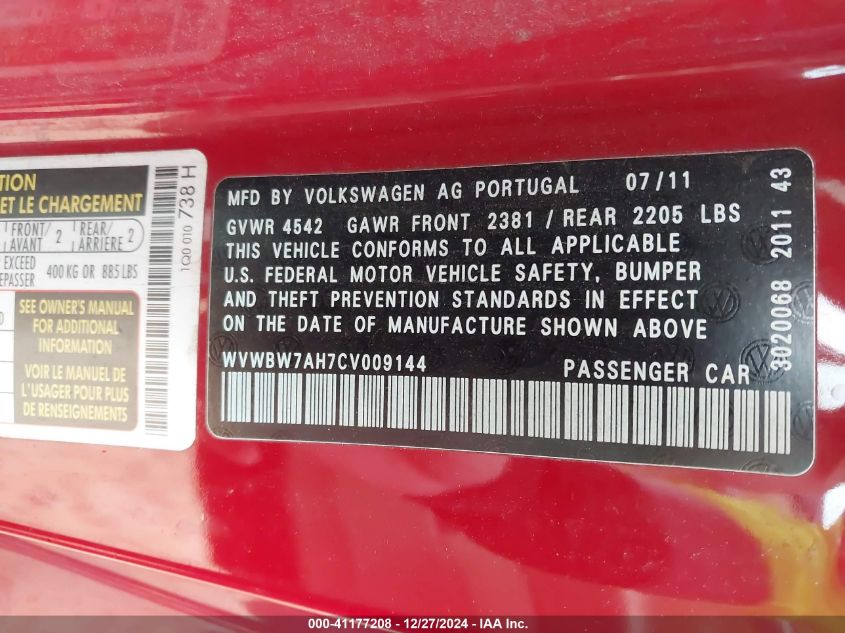 TION
ET LE CHARGEMENT
FRONT/ AVANT 2 REAR/ ARRIERE 2
EXCEED
400 KG OR 885 LBS
SEE OWNER'S MANUAL
FOR ADDITIONAL
INFORMATION
VOIR LE MANUEL DE
L'USAGER POUR PLUS
DE RENSEIGNEMENTS
1Q0 010 738 H
MFD BY VOLKSWAGEN AG PORTUGAL 07/11
GVWR 4542 GAWR FRONT 2381 / REAR 2205 LBS
THIS VEHICLE CONFORMS TO ALL APPLICABLE
U.S. FEDERAL MOTOR VEHICLE SAFETY, BUMPER
AND THEFT PREVENTION STANDARDS IN EFFECT
ON THE DATE OF MANUFACTURE SHOWN ABOVE
WVWBW7AH7CV009144 PASSENGER CAR
3020068 2011 43
000-41177208 - 12/27/2024 - IAA Inc.